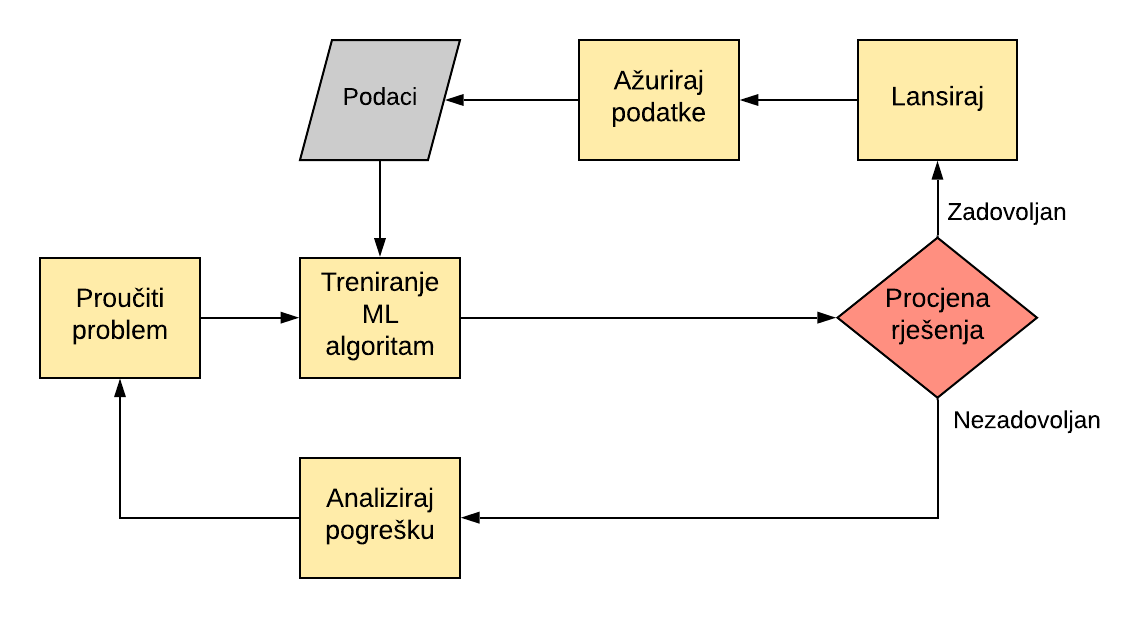 Podaci
Ažuriraj
podatke
Lansiraj
Zadovoljan
Proučiti
problem
Treniranje
ML
algoritam
Procjena
rješenja
Nezadovoljan
Analiziraj
pogrešku